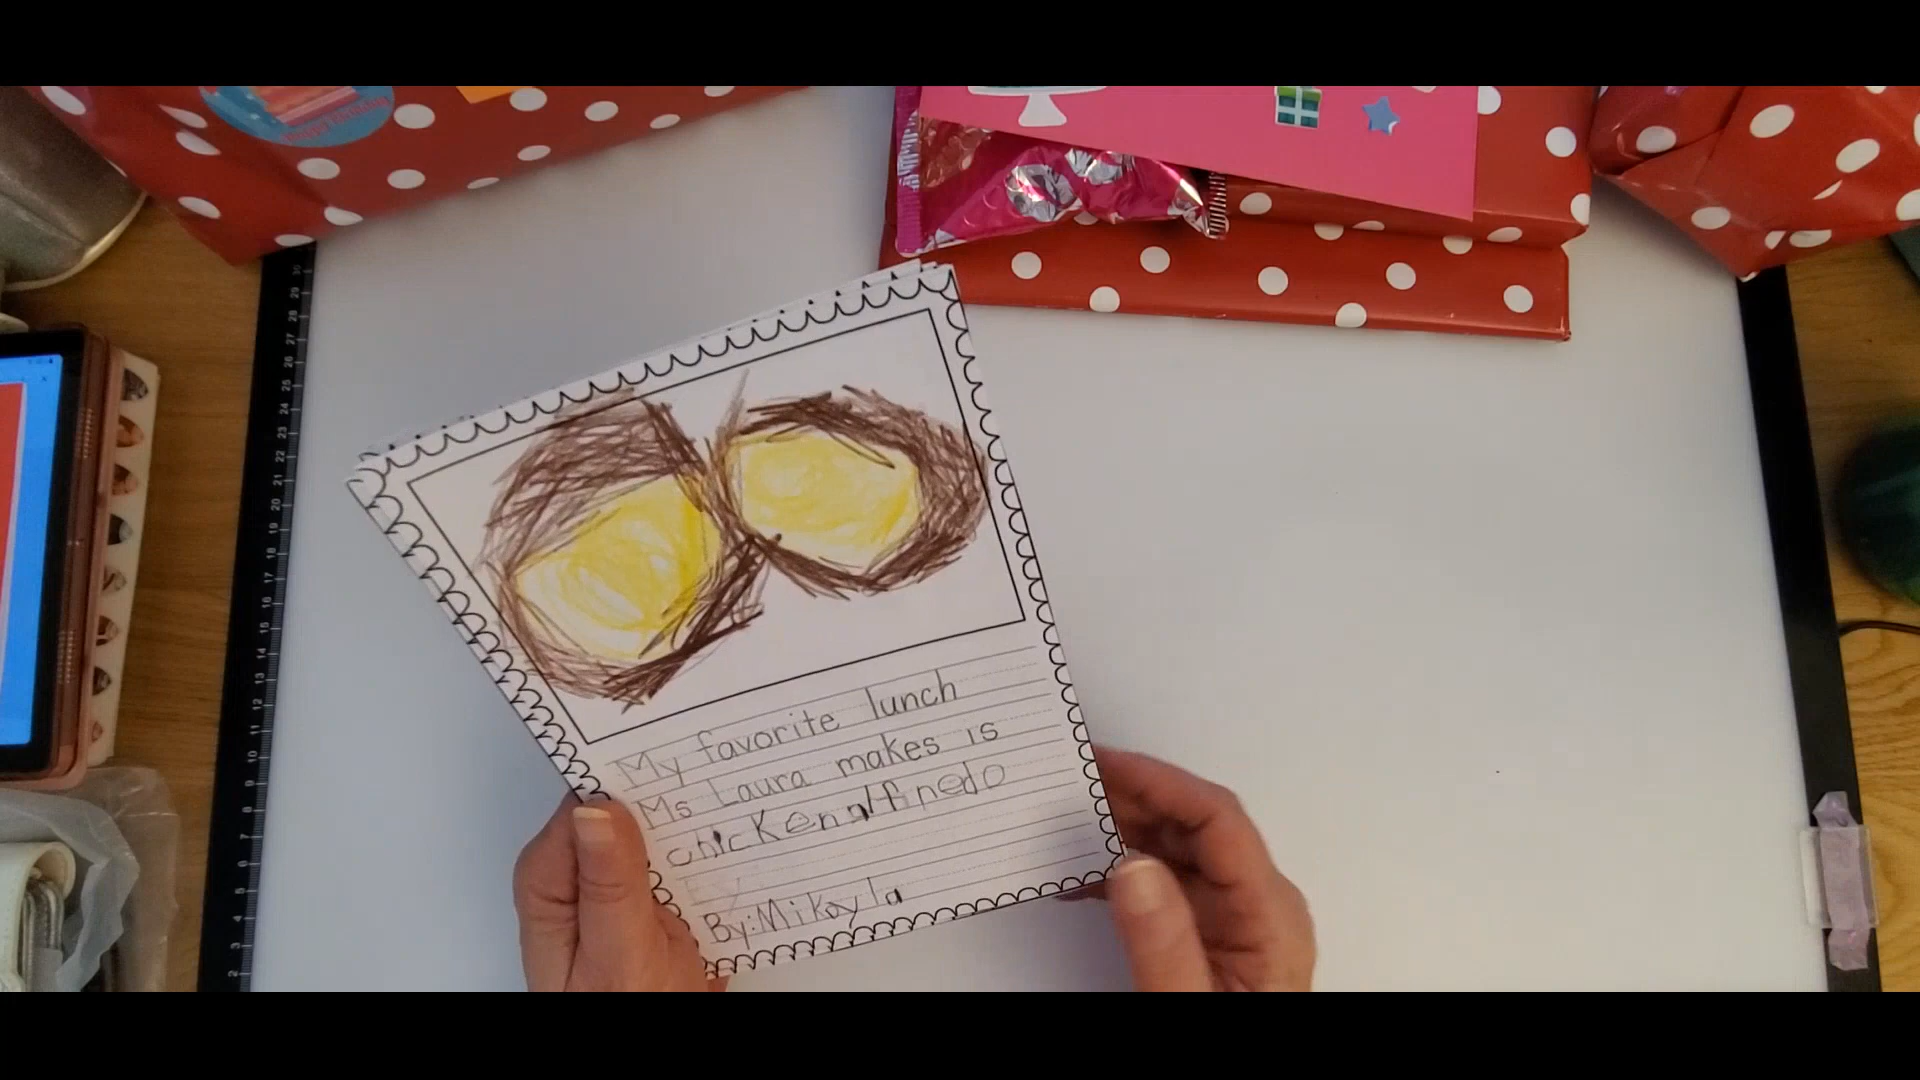 My favorite lunch
Ms Laura makes is
chicken alfinedo
By: Mikayla